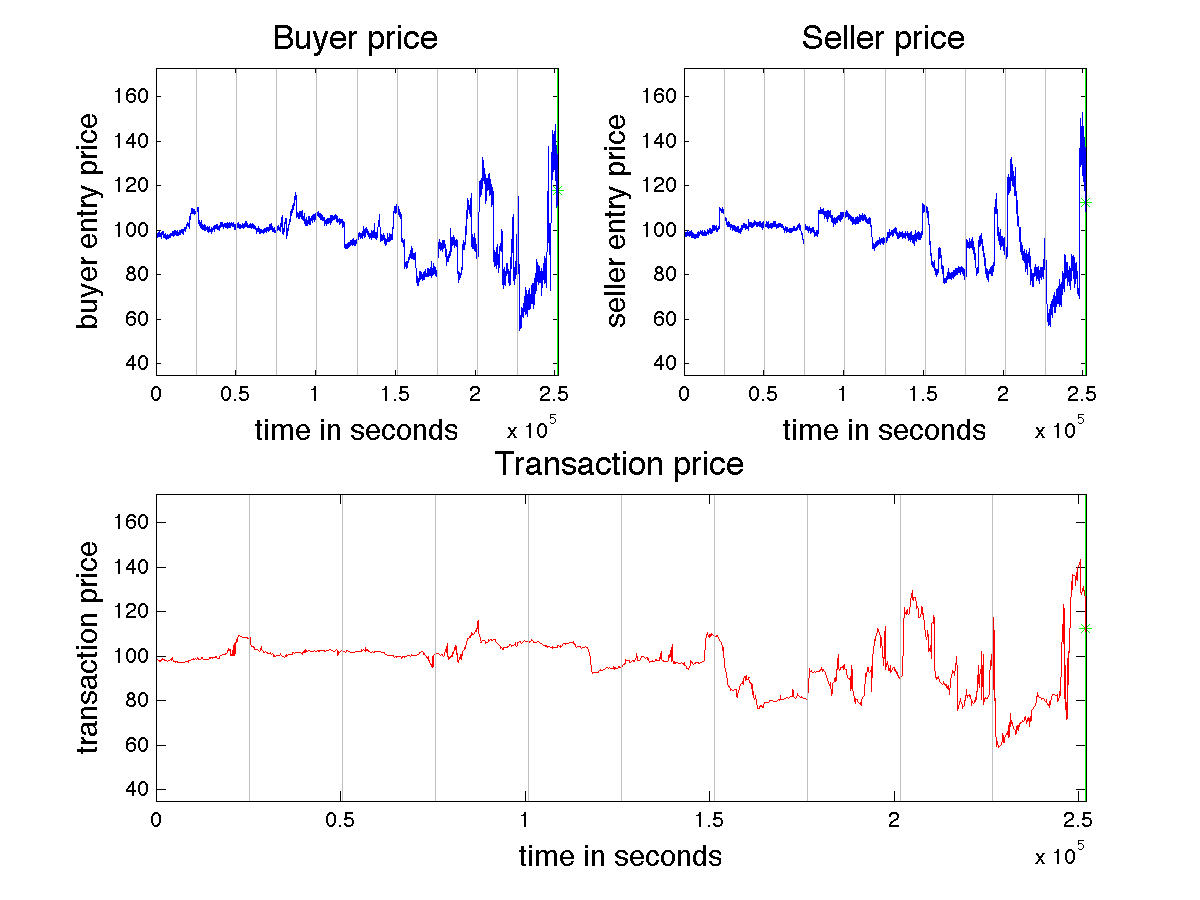 Buyer price
160
140
120
100
80
60
40
buyer entry price
0 0.5 1 1.5 2 2.5
time in seconds
x 10^5
Seller price
160
140
120
100
80
60
40
seller entry price
0 0.5 1 1.5 2 2.5
time in seconds
x 10^5
Transaction price
160
140
120
100
80
60
40
transaction price
0 0.5 1 1.5 2 2.5
time in seconds
x 10^5